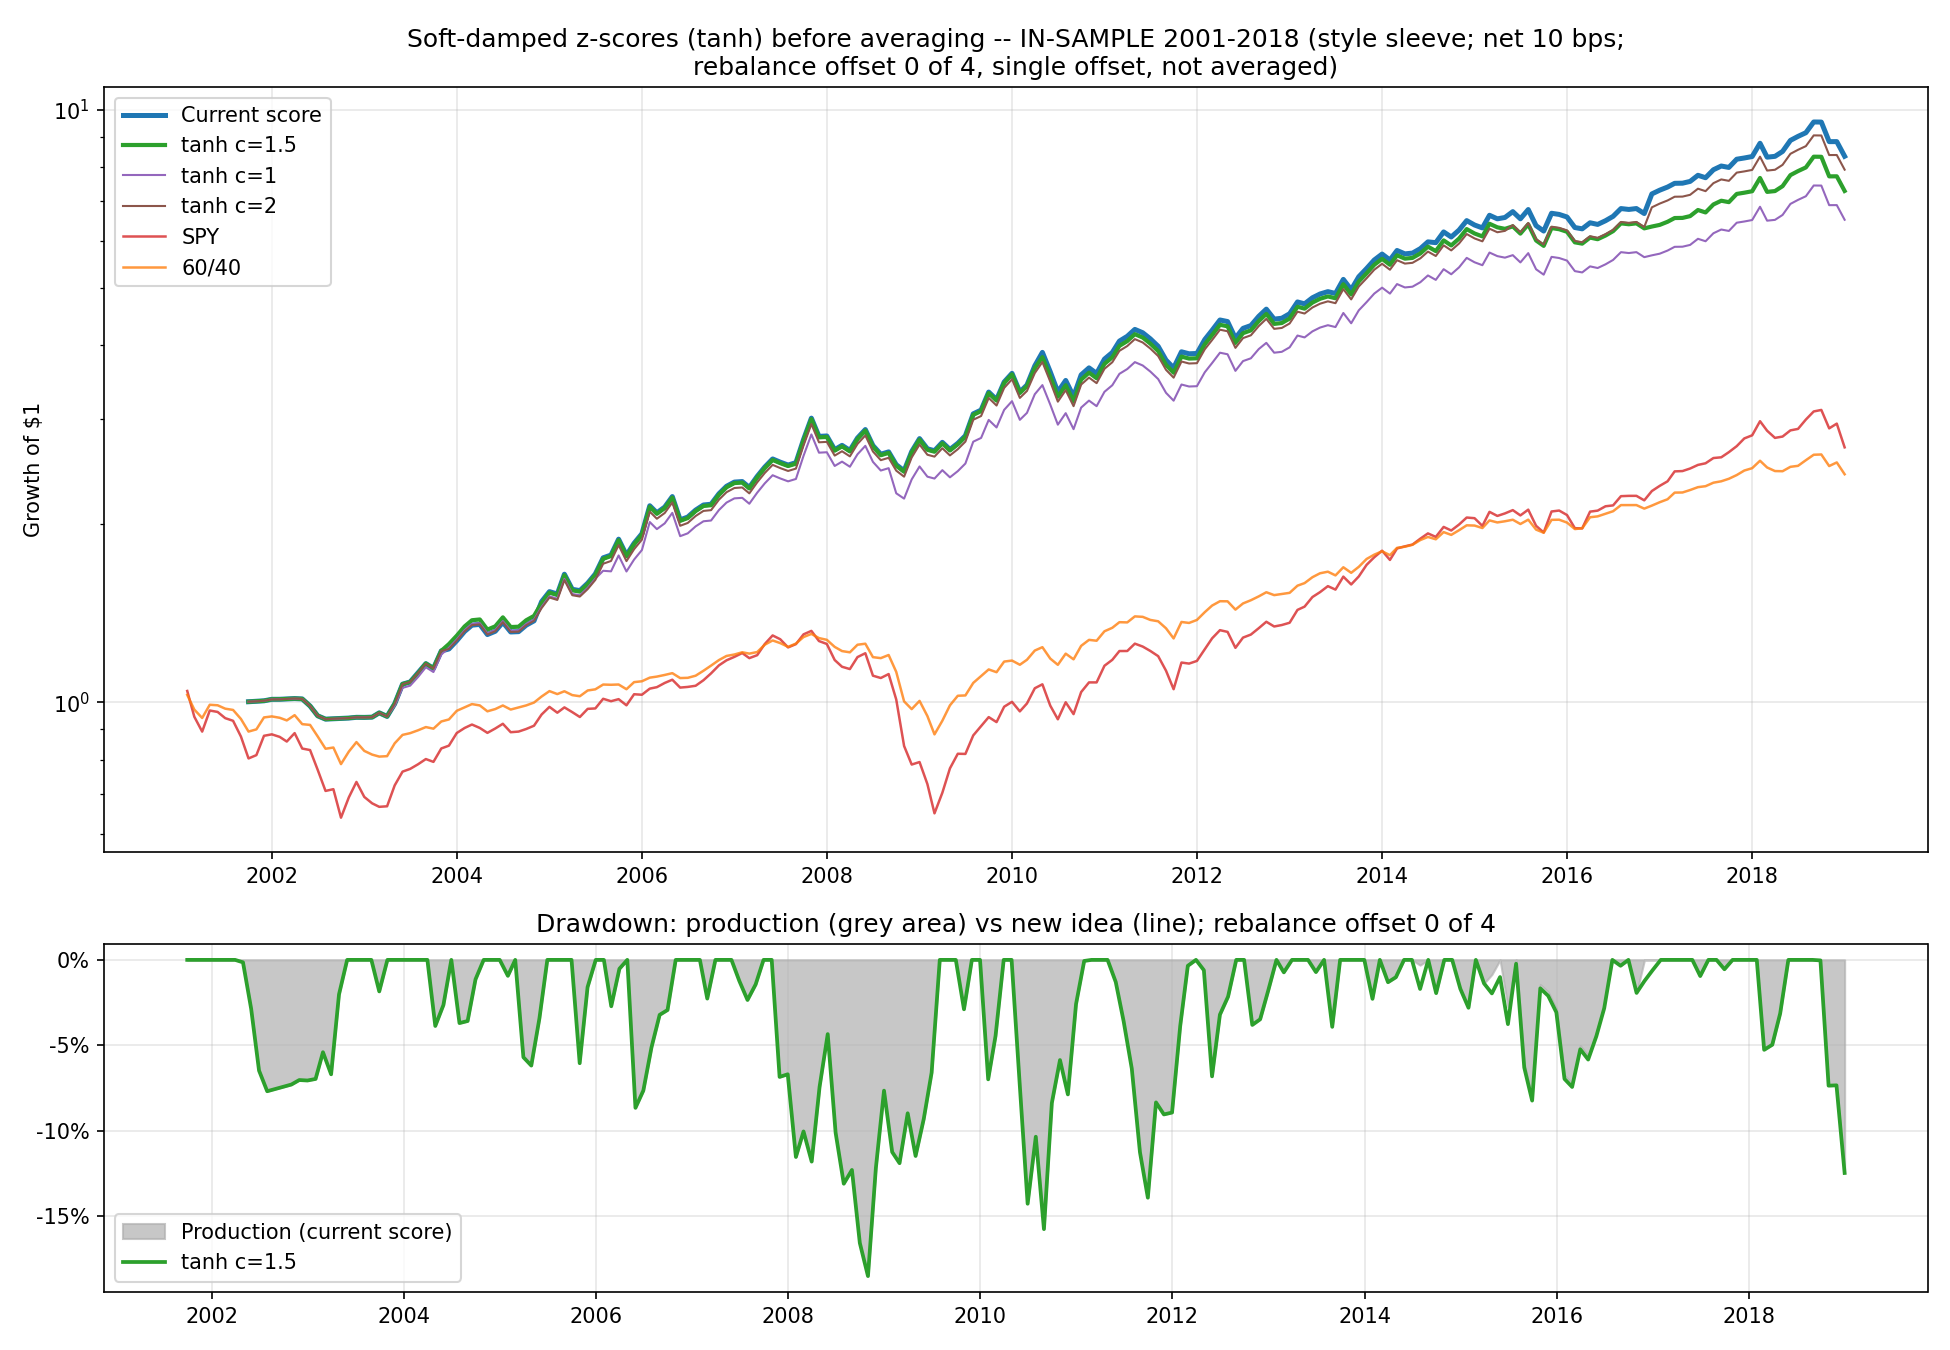 Soft-damped z-scores (tanh) before averaging -- IN-SAMPLE 2001-2018 (style sleeve; net 10 bps;
rebalance offset 0 of 4, single offset, not averaged)
Growth of $1
10¹
10⁰
Current score
tanh c=1.5
tanh c=1
tanh c=2
SPY
60/40
2002 2004 2006 2008 2010 2012 2014 2016 2018
Drawdown: production (grey area) vs new idea (line); rebalance offset 0 of 4
0%
-5%
-10%
-15%
Production (current score)
tanh c=1.5
2002 2004 2006 2008 2010 2012 2014 2016 2018